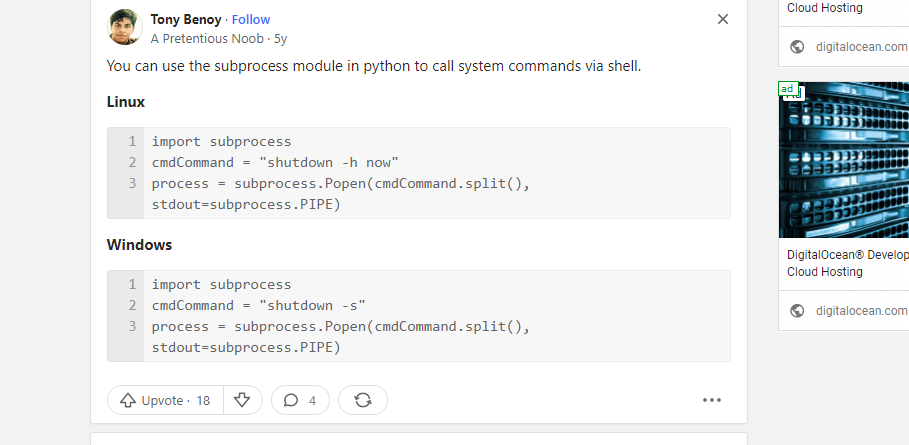 Tony Benoy · Follow
A Pretentious Noob · 5y
You can use the subprocess module in python to call system commands via shell.
Linux
1 import subprocess
2 cmdCommand = "shutdown -h now"
3 process = subprocess.Popen(cmdCommand.split(),
stdout=subprocess.PIPE)
Windows
1 import subprocess
2 cmdCommand = "shutdown -s"
3 process = subprocess.Popen(cmdCommand.split(),
stdout=subprocess.PIPE)
Upvote · 18
4
Cloud Hosting
digitalocean.com
ad
Ad
DigitalOcean® Develop
Cloud Hosting
digitalocean.com